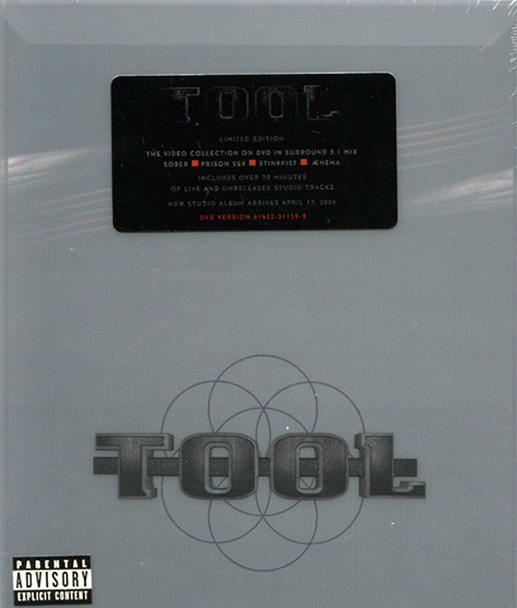 TOOL
LIMITED EDITION
THE VIDEO COLLECTION ON DVD IN SURROUND 5.1 MIX
SOBER ■ PRISON SEX ■ STINKFIST ■ ÆNEMA
INCLUDES OVER 70 MINUTES
OF LIVE AND UNRELEASED STUDIO TRACKS
NEW STUDIO ALBUM ARRIVES APRIL 17, 2001
DVD VERSION 61422-31159-2
TOOL
PARENTAL
ADVISORY
EXPLICIT CONTENT